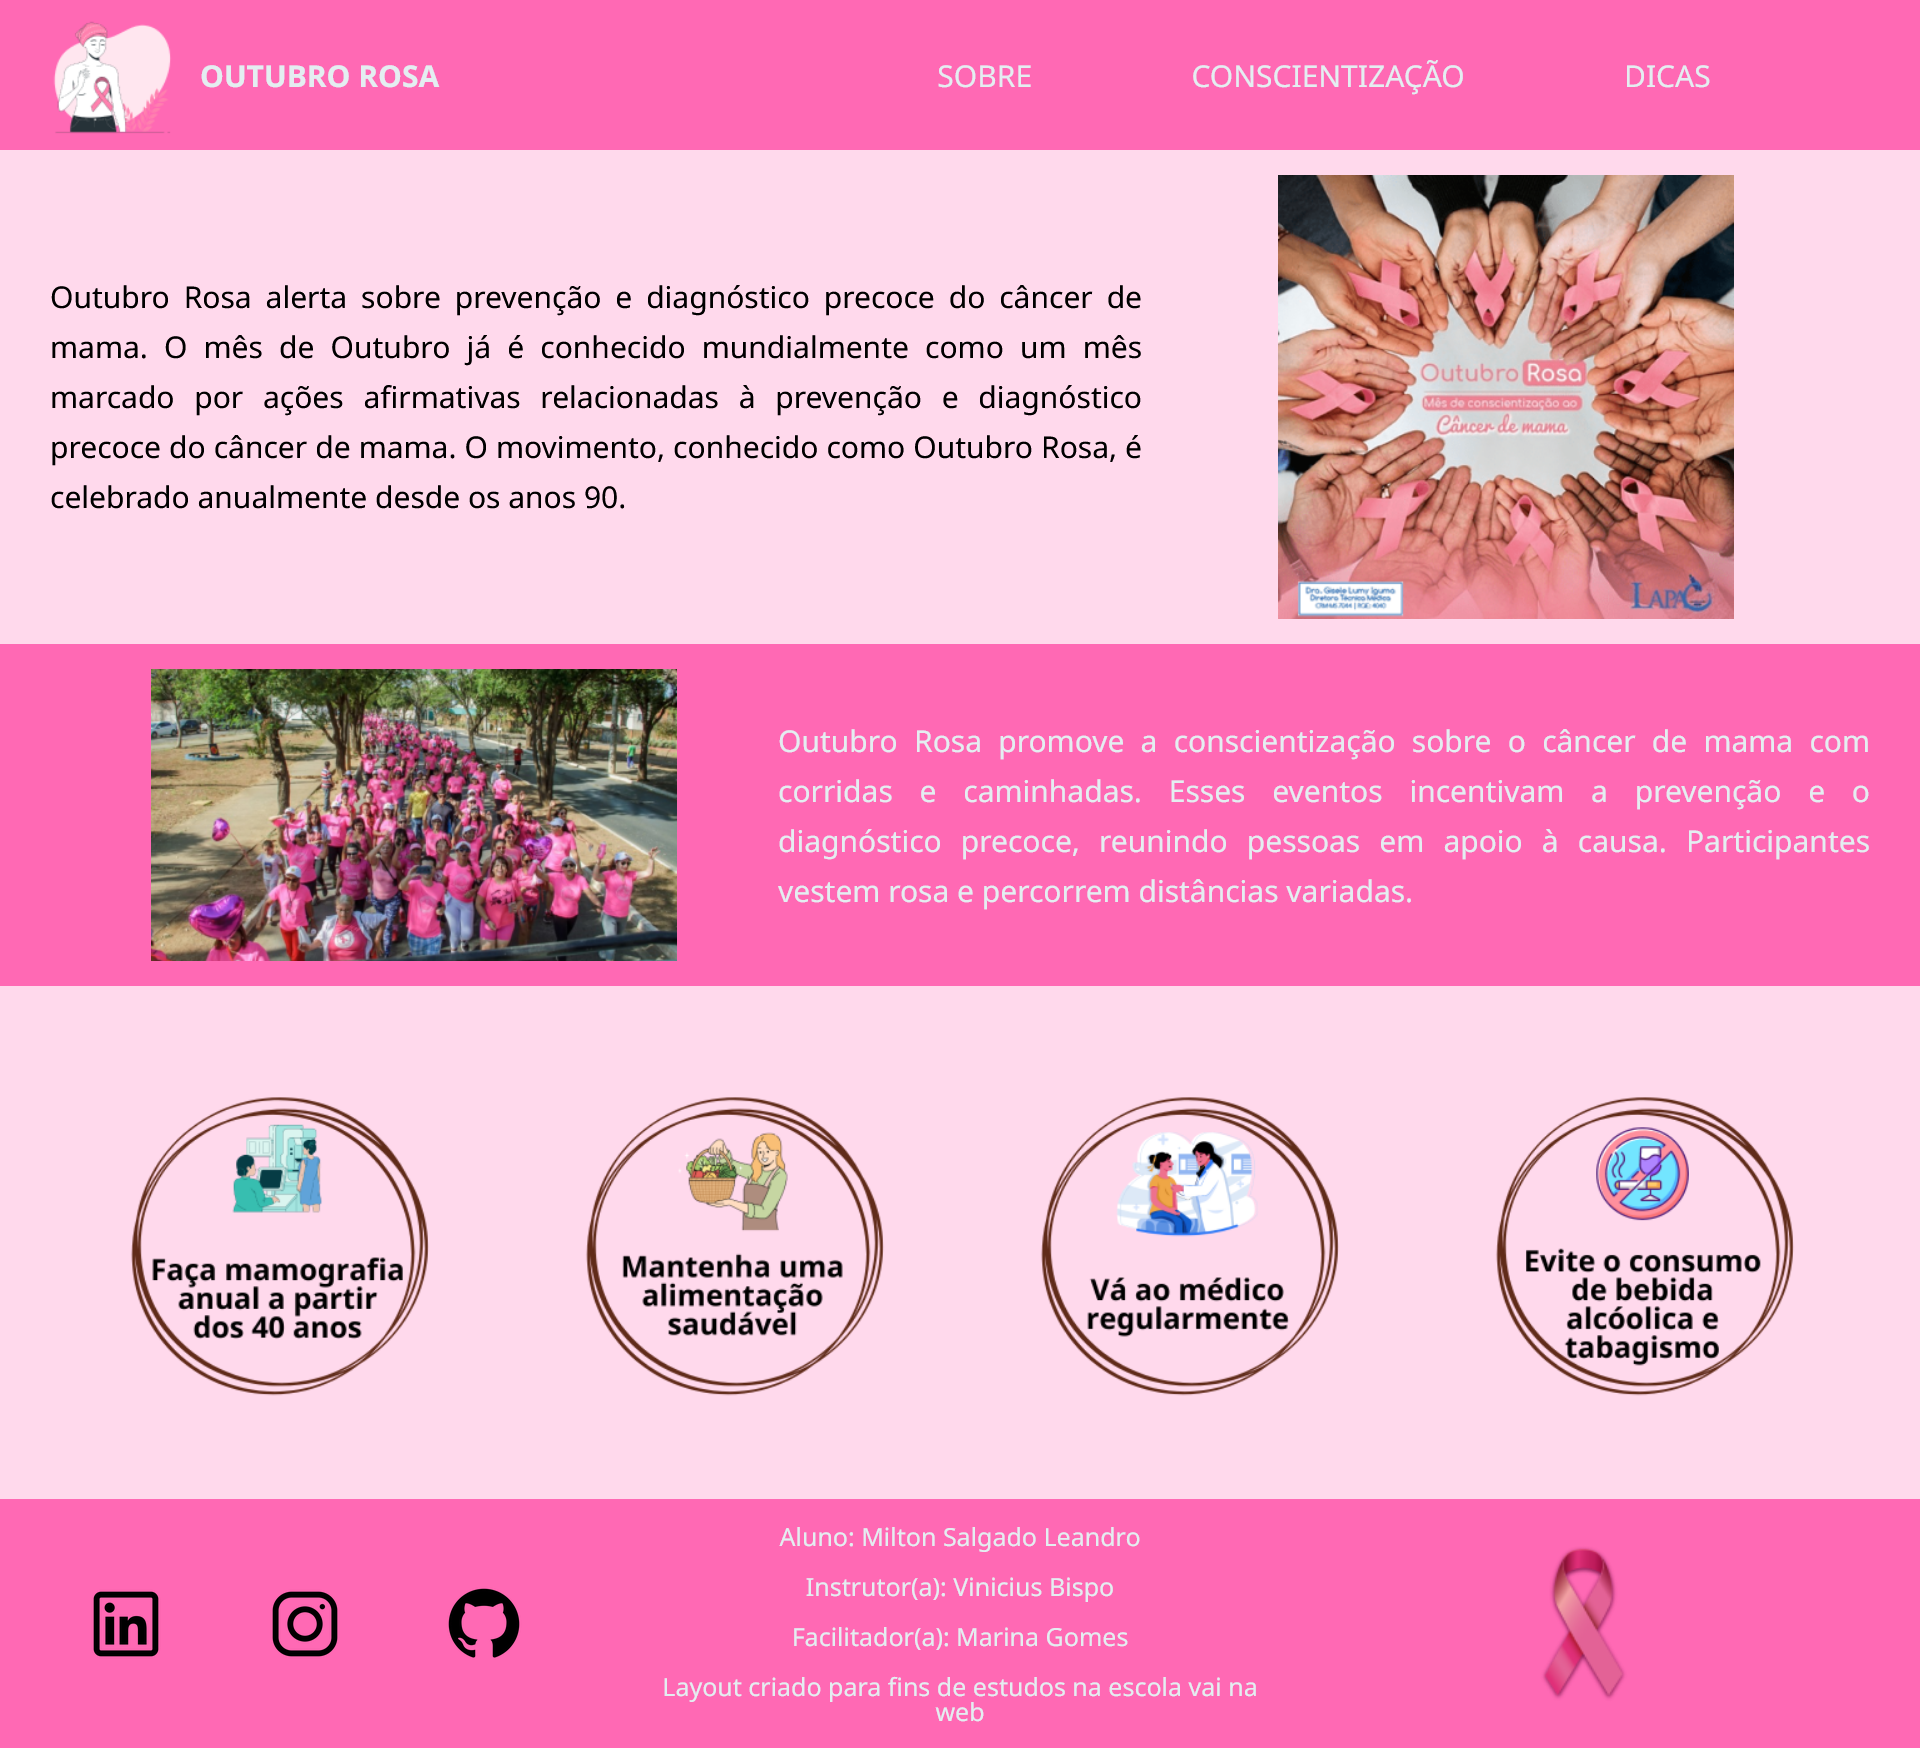 OUTUBRO ROSA
SOBRE
CONSCIENTIZAÇÃO
DICAS
Outubro Rosa alerta sobre prevenção e diagnóstico precoce do câncer de
mama. O mês de Outubro já é conhecido mundialmente como um mês
marcado por ações afirmativas relacionadas à prevenção e diagnóstico
precoce do câncer de mama. O movimento, conhecido como Outubro Rosa, é
celebrado anualmente desde os anos 90.
Outubro Rosa
Mês de conscientização ao
Câncer de mama
Dra. Gisele Lumy Iguma
Diretora Técnica Médica
LAPAC
Outubro Rosa promove a conscientização sobre o câncer de mama com
corridas e caminhadas. Esses eventos incentivam a prevenção e o
diagnóstico precoce, reunindo pessoas em apoio à causa. Participantes
vestem rosa e percorrem distâncias variadas.
Faça mamografia
anual a partir
dos 40 anos
Mantenha uma
alimentação
saudável
Vá ao médico
regularmente
Evite o consumo
de bebida
alcóolica e
tabagismo
in
Aluno: Milton Salgado Leandro
Instrutor(a): Vinicius Bispo
Facilitador(a): Marina Gomes
Layout criado para fins de estudos na escola vai na
web